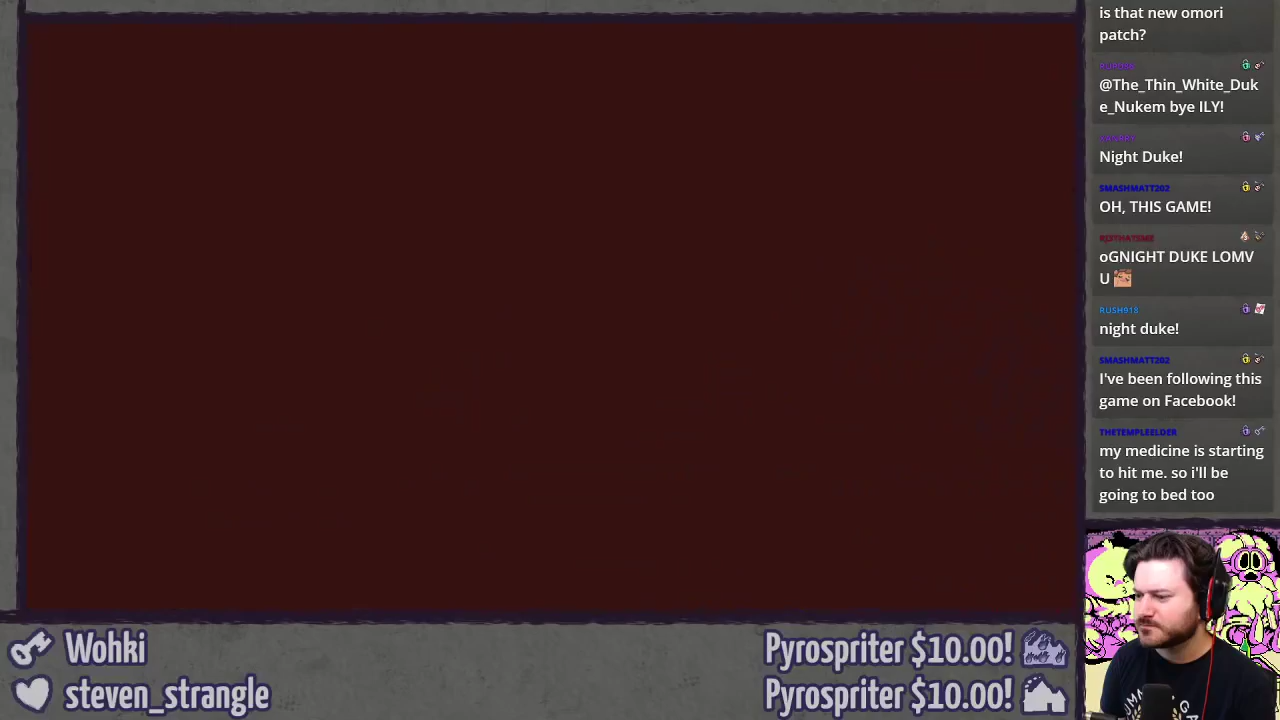 is that new omori
patch?
@The_Thin_White_Duk
e_Nukem bye ILY!
Night Duke!
SMASHMATT202
OH, THIS GAME!
oGNIGHT DUKE LOMV
U
RUSH918
night duke!
SMASHMATT202
I've been following this
game on Facebook!
THETEMPLEELDER
my medicine is starting
to hit me. so i'll be
going to bed too
Wohki
steven_strangle
Pyrospriter $10.00!
Pyrospriter $10.00!